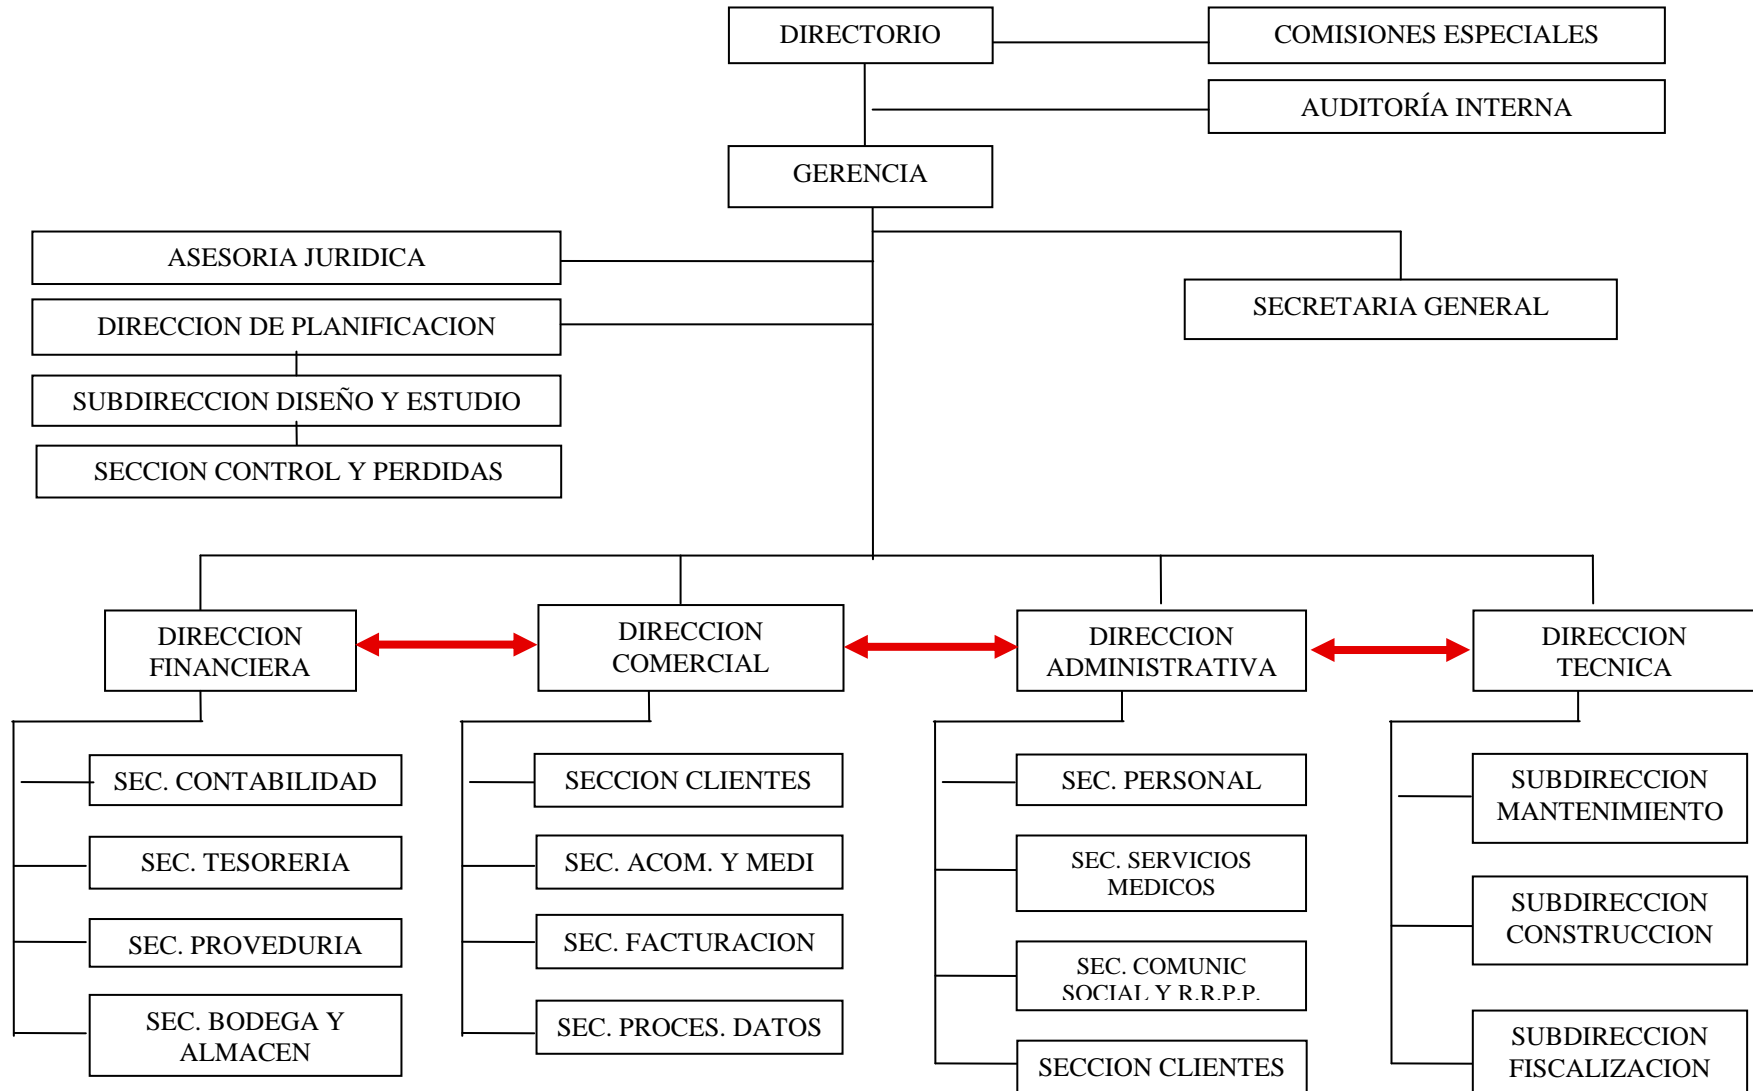 DIRECTORIO
COMISIONES ESPECIALES
AUDITORÍA INTERNA
GERENCIA
ASESORIA JURIDICA
SECRETARIA GENERAL
DIRECCION DE PLANIFICACION
SUBDIRECCION DISEÑO Y ESTUDIO
SECCION CONTROL Y PERDIDAS
DIRECCION
FINANCIERA
DIRECCION
COMERCIAL
DIRECCION
ADMINISTRATIVA
DIRECCION
TECNICA
SEC. CONTABILIDAD
SEC. TESORERIA
SEC. PROVEDURIA
SEC. BODEGA Y
ALMACEN
SECCION CLIENTES
SEC. ACOM. Y MEDI
SEC. FACTURACION
SEC. PROCES. DATOS
SEC. PERSONAL
SEC. SERVICIOS
MEDICOS
SEC. COMUNIC
SOCIAL Y R.R.P.P.
SECCION CLIENTES
SUBDIRECCION
MANTENIMIENTO
SUBDIRECCION
CONSTRUCCION
SUBDIRECCION
FISCALIZACION